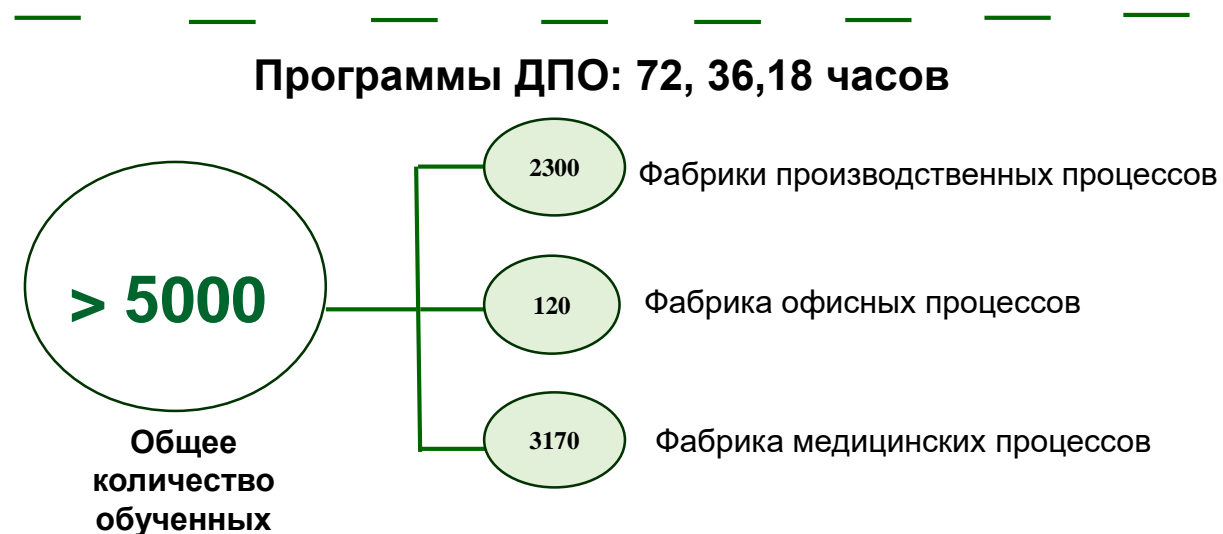 Программы ДПО: 72, 36,18 часов
2300
Фабрики производственных процессов
> 5000
120
Фабрика офисных процессов
3170
Фабрика медицинских процессов
Общее
количество
обученных